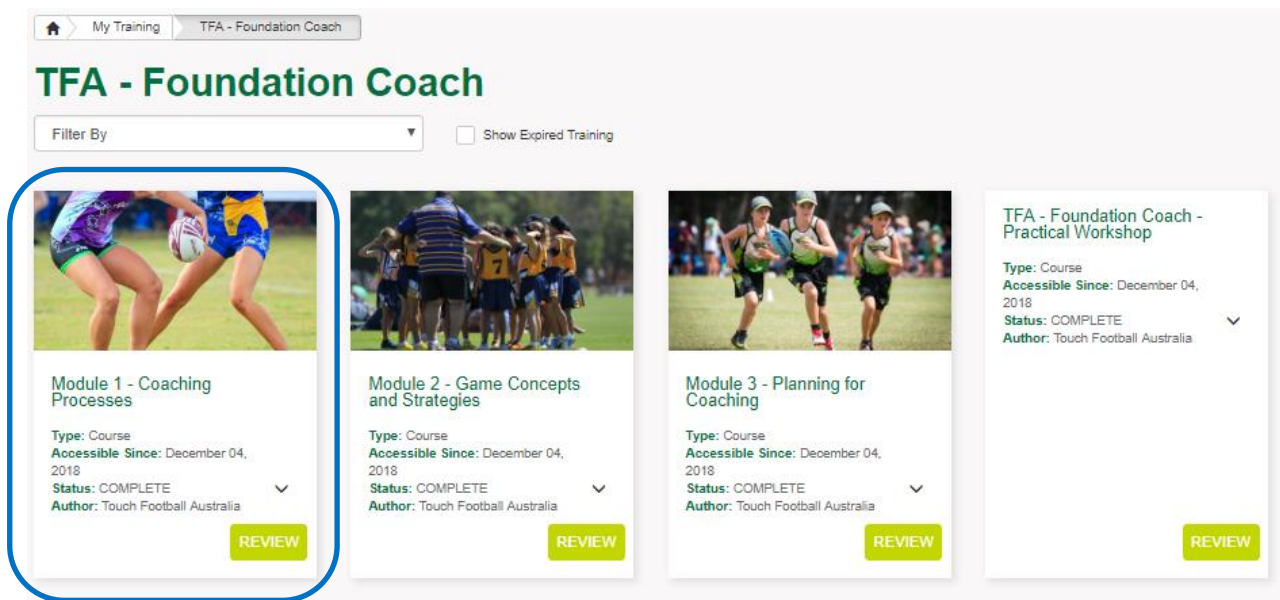 My Training TFA - Foundation Coach
TFA - Foundation Coach
Filter By Show Expired Training
Module 1 - Coaching
Processes
Type: Course
Accessible Since: December 04,
2018
Status: COMPLETE
Author: Touch Football Australia
REVIEW
7
Module 2 - Game Concepts
and Strategies
Type: Course
Accessible Since: December 04,
2018
Status: COMPLETE
Author: Touch Football Australia
REVIEW
Module 3 - Planning for
Coaching
Type: Course
Accessible Since: December 04,
2018
Status: COMPLETE
Author: Touch Football Australia
REVIEW
TFA - Foundation Coach -
Practical Workshop
Type: Course
Accessible Since: December 04,
2018
Status: COMPLETE
Author: Touch Football Australia
REVIEW